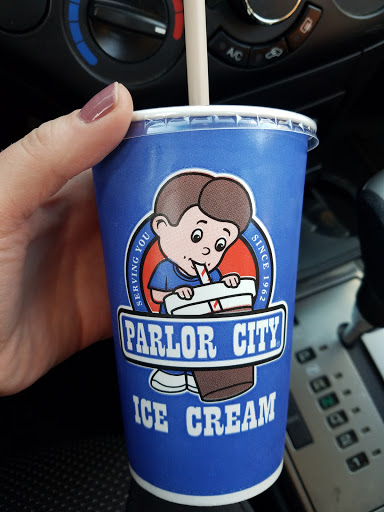 A/C
SERVING YOU
SINCE 1962
PARLOR CITY
ICE CREAM